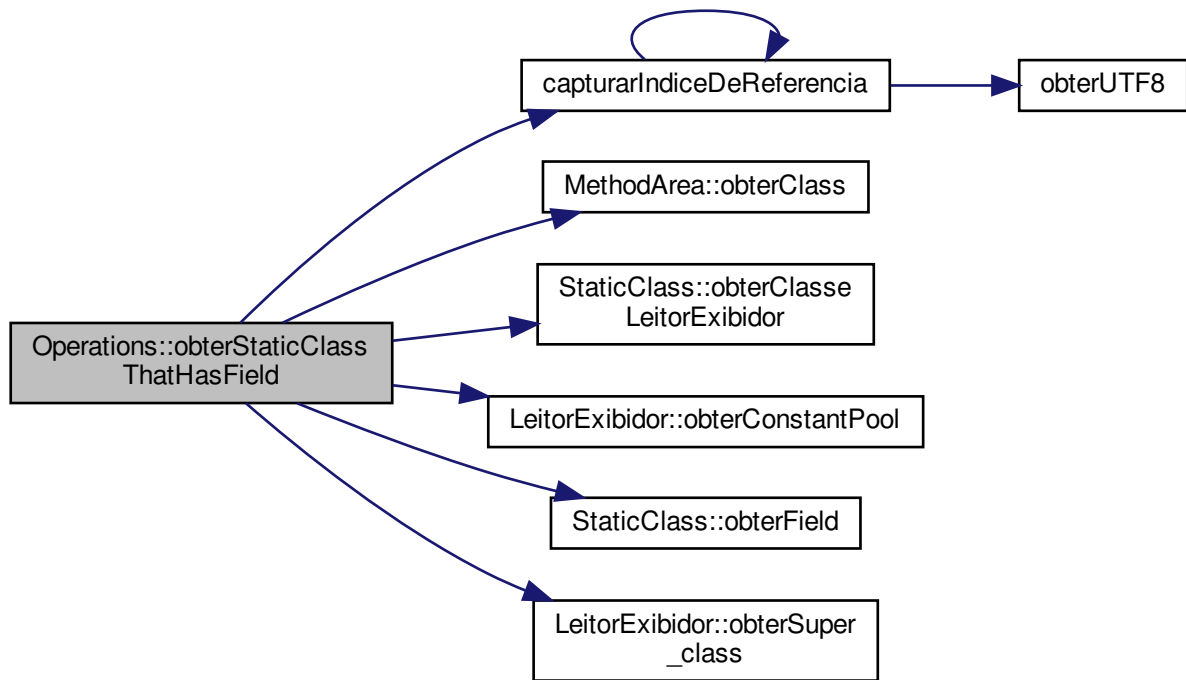 capturarIndiceDeReferencia
obterUTF8
MethodArea::obterClass
StaticClass::obterClasse
LeitorExibidor
Operations::obterStaticClass
ThatHasField
LeitorExibidor::obterConstantPool
StaticClass::obterField
LeitorExibidor::obterSuper
_class